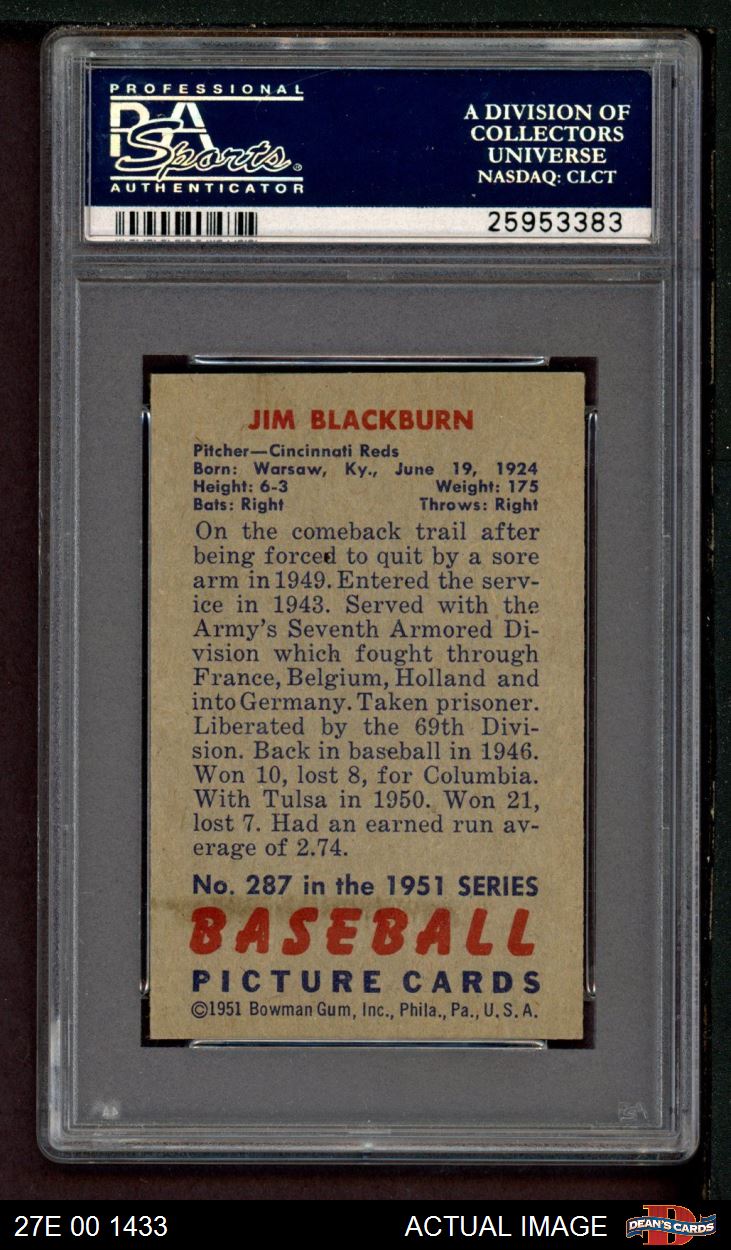 PROFESSIONAL
PSA
Sports®
AUTHENTICATOR
A DIVISION OF
COLLECTORS
UNIVERSE
NASDAQ: CLCT
25953383
JIM BLACKBURN
Pitcher—Cincinnati Reds
Born: Warsaw, Ky., June 19, 1924
Height: 6-3 Weight: 175
Bats: Right Throws: Right
On the comeback trail after
being forced to quit by a sore
arm in 1949. Entered the serv-
ice in 1943. Served with the
Army's Seventh Armored Di-
vision which fought through
France, Belgium, Holland and
into Germany. Taken prisoner.
Liberated by the 69th Divi-
sion. Back in baseball in 1946.
Won 10, lost 8, for Columbia.
With Tulsa in 1950. Won 21,
lost 7. Had an earned run av-
erage of 2.74.
No. 287 in the 1951 SERIES
BASEBALL
PICTURE CARDS
©1951 Bowman Gum, Inc., Phila., Pa., U.S.A.
27E 00 1433
ACTUAL IMAGE
DEAN'S CARDS